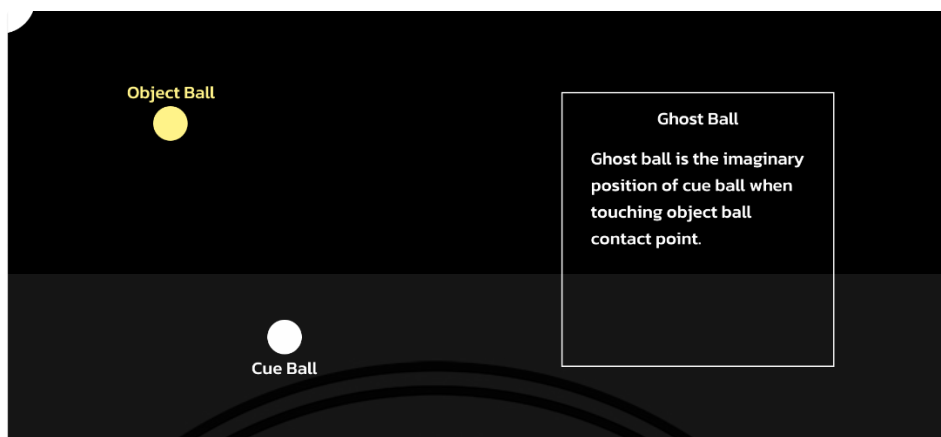 Object Ball
Ghost Ball
Ghost ball is the imaginary
position of cue ball when
touching object ball
contact point.
Cue Ball